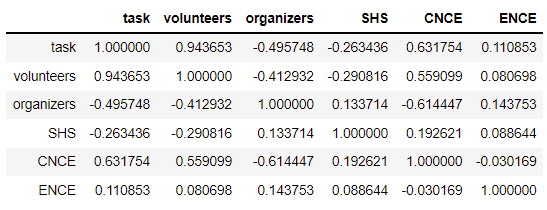 task volunteers organizers SHS CNCE ENCE
task 1.000000 0.943653 -0.495748 -0.263436 0.631754 0.110853
volunteers 0.943653 1.000000 -0.412932 -0.290816 0.559099 0.080698
organizers -0.495748 -0.412932 1.000000 0.133714 -0.614447 0.143753
SHS -0.263436 -0.290816 0.133714 1.000000 0.192621 0.088644
CNCE 0.631754 0.559099 -0.614447 0.192621 1.000000 -0.030169
ENCE 0.110853 0.080698 0.143753 0.088644 -0.030169 1.000000